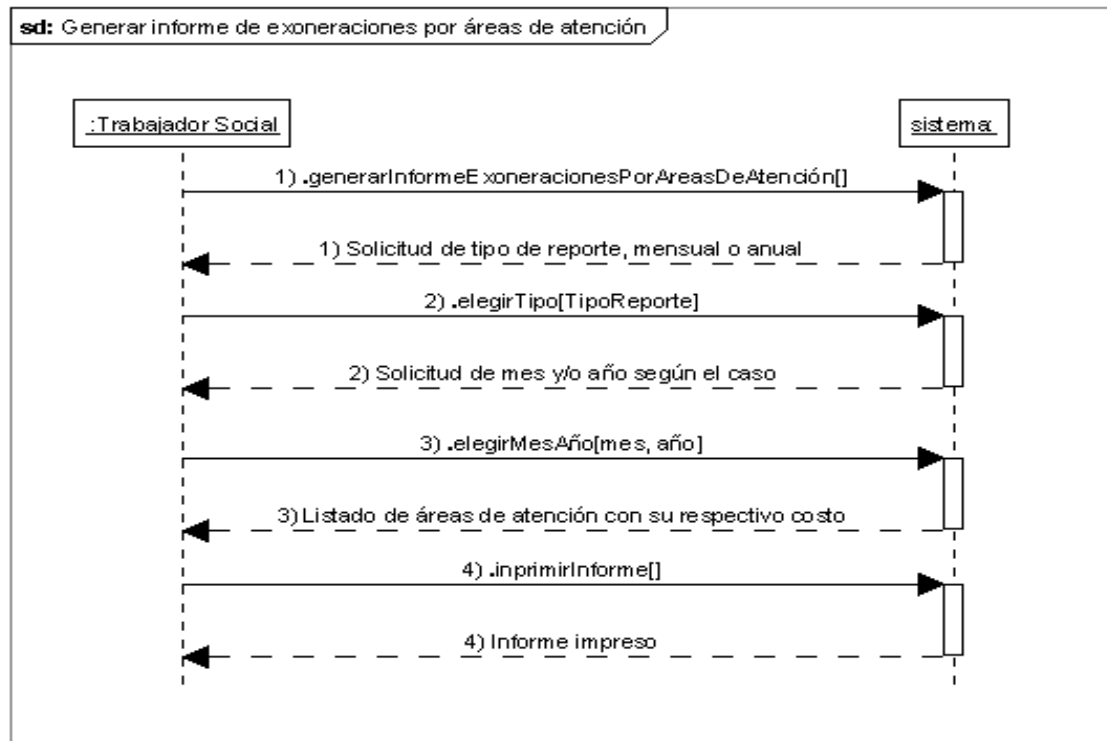 sd: Generar informe de exoneraciones por áreas de atención
:Trabajador Social
sistema:
1) .generarInformeExoneracionesPorAreasDeAtención[]
1) Solicitud de tipo de reporte, mensual o anual
2) .elegirTipo[TipoReporte]
2) Solicitud de mes y/o año según el caso
3) .elegirMesAño[mes, año]
3) Listado de áreas de atención con su respectivo costo
4) .inprimirInforme[]
4) Informe impreso